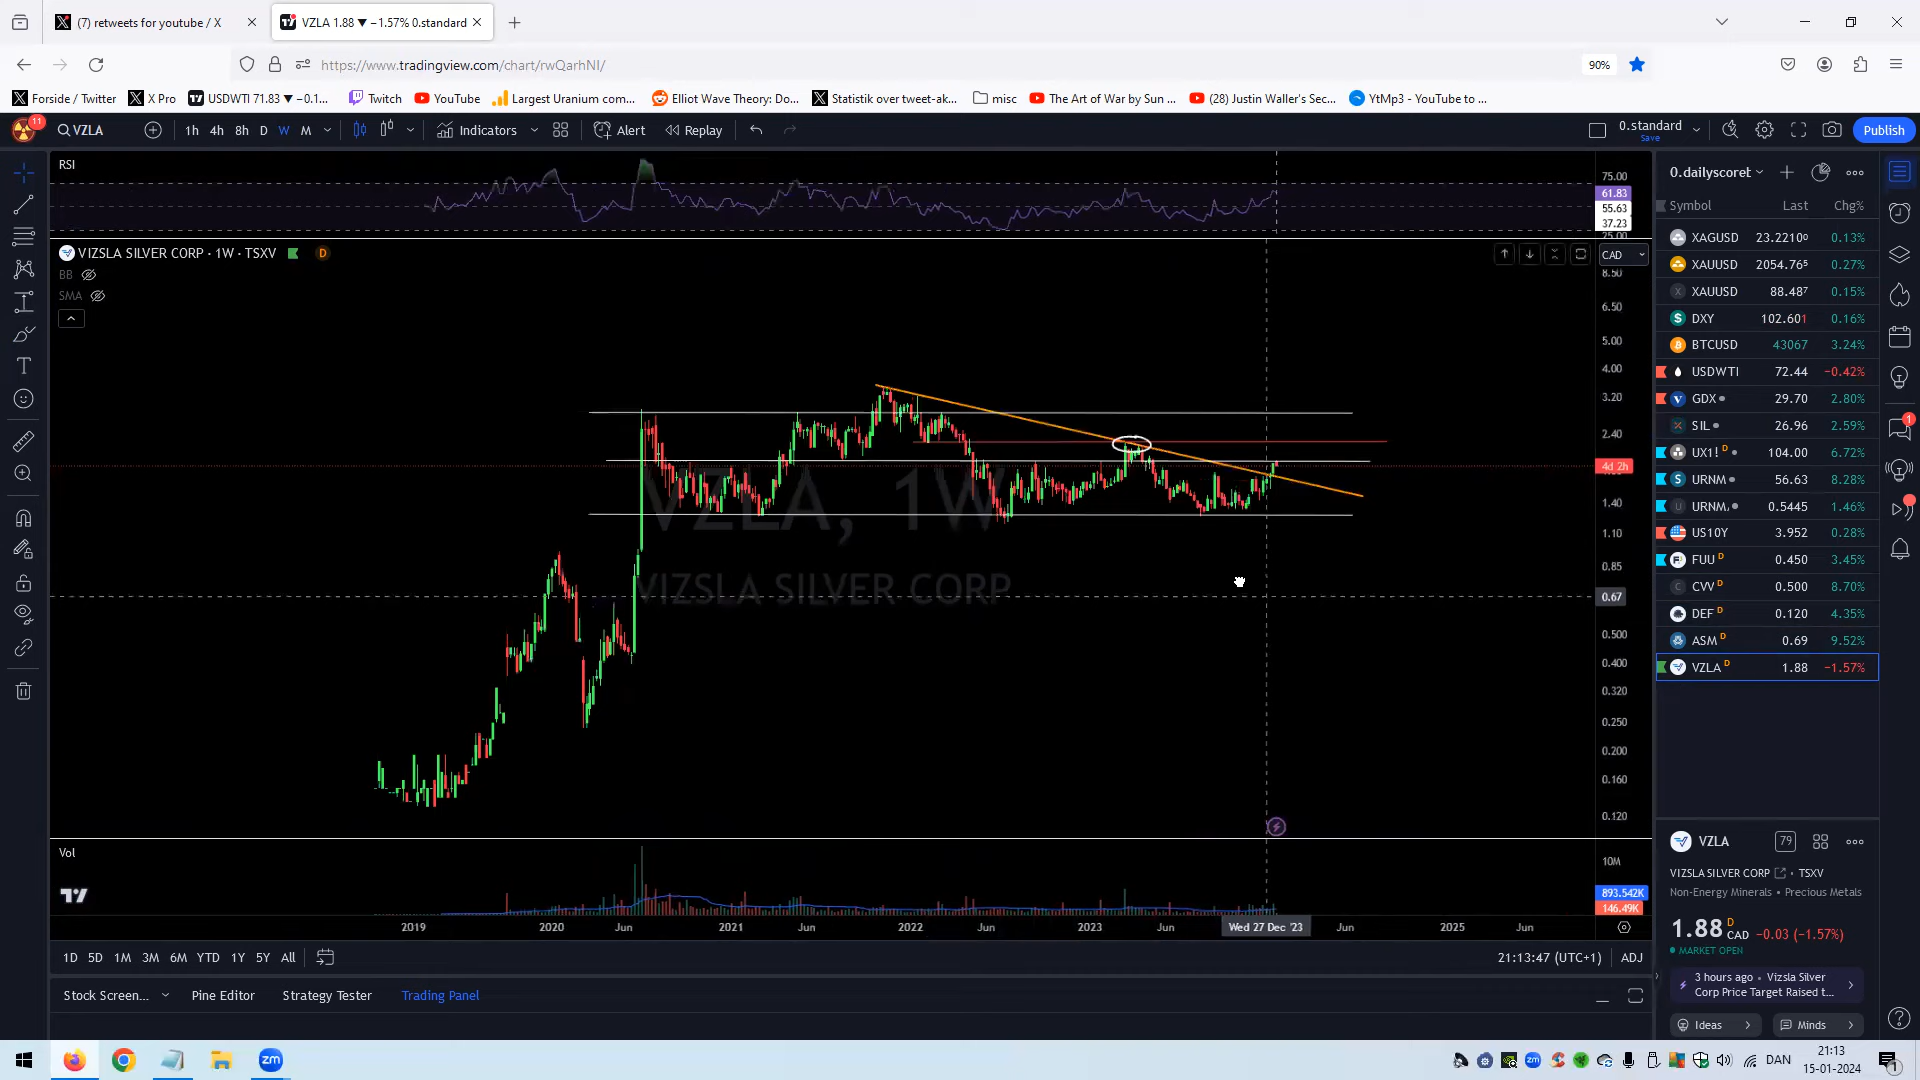 (7) retweets for youtube / X
VZLA 1.88 ▼ −1.57% 0.standard
https://www.tradingview.com/chart/rwQarhNI/
90%
Forside / Twitter
X Pro
USDWTI 71.83 ▼ −0.1...
Twitch
YouTube
Largest Uranium com...
Elliot Wave Theory: Do...
Statistik over tweet-ak...
misc
The Art of War by Sun ...
(28) Justin Waller's Sec...
YtMp3 - YouTube to ...
11
VZLA
1h 4h 8h D W M
Indicators
Alert
Replay
0.standard
Save
Publish
RSI
75.00
61.83
55.63
37.23
25.00
VIZSLA SILVER CORP · 1W · TSXV
D
BB
SMA
CAD
8.50
6.50
5.00
4.00
3.20
2.40
4d 2h
1.40
1.10
0.85
0.67
0.500
0.400
0.320
0.250
0.200
0.160
0.120
VZLA, 1W
VIZSLA SILVER CORP
Vol
10M
893.542K
146.49K
2019 2020 Jun 2021 Jun 2022 Jun 2023 Jun Wed 27 Dec '23 Jun 2025 Jun
1D 5D 1M 3M 6M YTD 1Y 5Y All
21:13:47 (UTC+1)
ADJ
Stock Screen...
Pine Editor
Strategy Tester
Trading Panel
0.dailyscoret
Symbol Last Chg%
XAGUSD 23.2210⁰ 0.13%
XAUUSD 2054.76⁵ 0.27%
XAUUSD 88.48⁷ 0.15%
DXY 102.601 0.16%
BTCUSD 43067 3.24%
USDWTI 72.44 −0.42%
GDX 29.70 2.80%
SIL 26.96 2.59%
UX1! D 104.00 6.72%
URNM 56.63 8.28%
URNM. 0.5445 1.46%
US10Y 3.952 0.28%
FUU D 0.450 3.45%
CVV D 0.500 8.70%
DEF D 0.120 4.35%
ASM D 0.69 9.52%
VZLA D 1.88 −1.57%
1
VZLA
79
VIZSLA SILVER CORP • TSXV
Non-Energy Minerals • Precious Metals
1.88 D CAD −0.03 (−1.57%)
MARKET OPEN
3 hours ago • Vizsla Silver
Corp Price Target Raised t...
Ideas
Minds
zm
DAN
21:13
15-01-2024
1